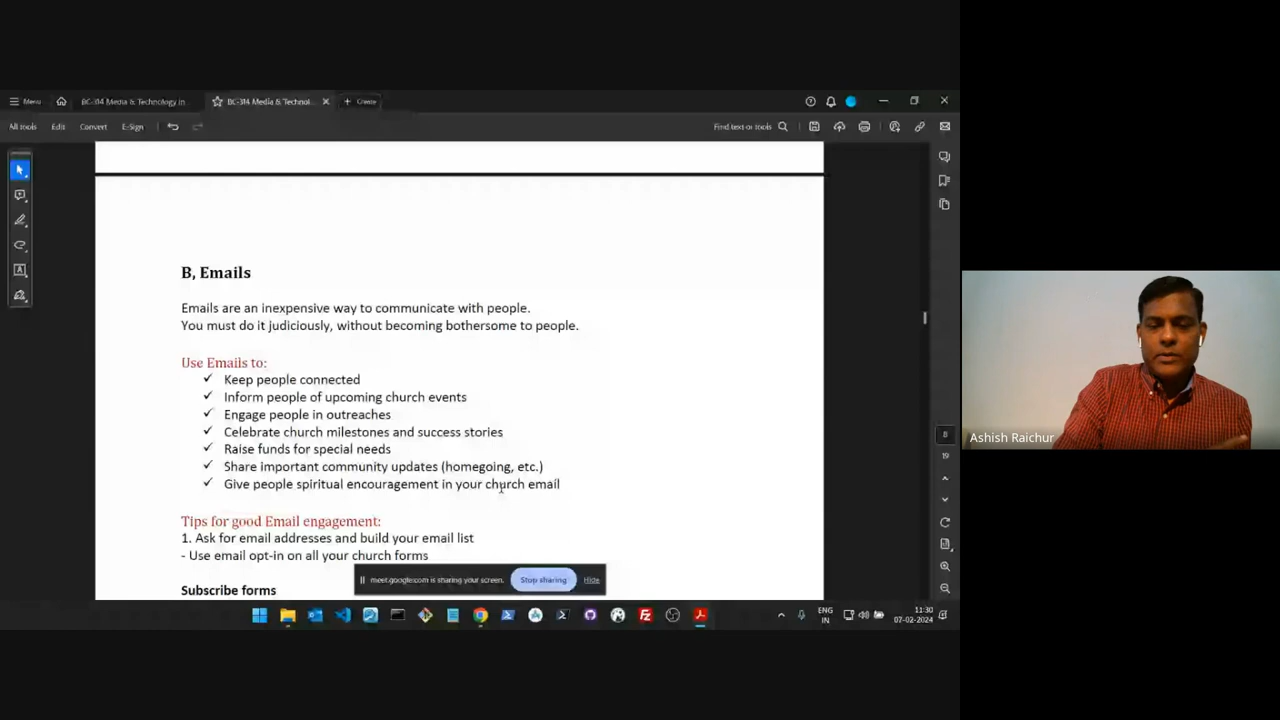 Menu
BC-314 Media & Technology in
BC-314 Media & Technol...
Create
All tools
Edit
Convert
E-Sign
Find text or tools
B, Emails
Emails are an inexpensive way to communicate with people.
You must do it judiciously, without becoming bothersome to people.
Use Emails to:
✓ Keep people connected
✓ Inform people of upcoming church events
✓ Engage people in outreaches
✓ Celebrate church milestones and success stories
✓ Raise funds for special needs
✓ Share important community updates (homegoing, etc.)
✓ Give people spiritual encouragement in your church email
Tips for good Email engagement:
1. Ask for email addresses and build your email list
- Use email opt-in on all your church forms
Subscribe forms
meet.google.com is sharing your screen.
Stop sharing
Hide
8
19
Ashish Raichur
ENG
IN
11:30
07-02-2024